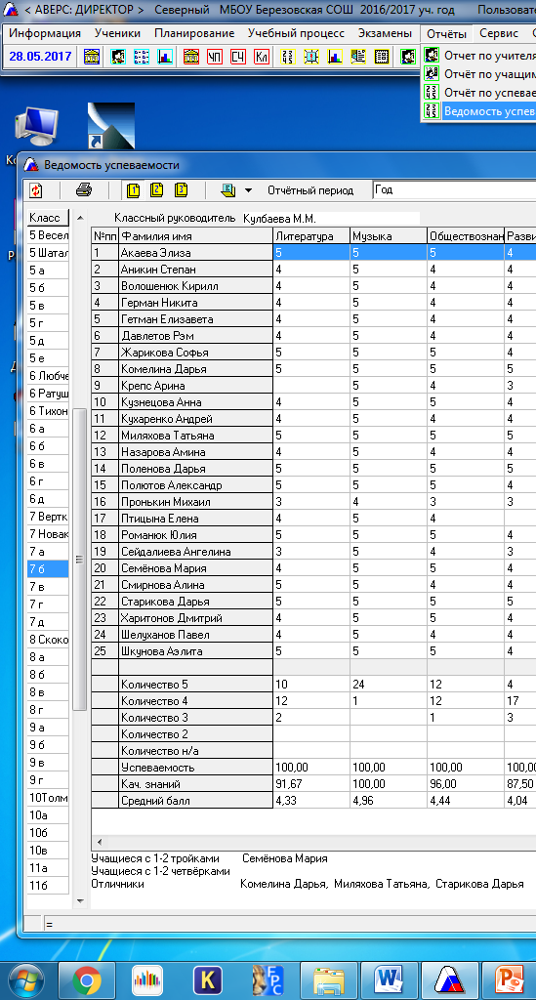 < АВЕРС: ДИРЕКТОР > Северный МБОУ Березовская СОШ 2016/2017 уч. год Пользовате
Информация Ученики Планирование Учебный процесс Экзамены Отчёты Сервис
28.05.2017 ЧП СЧ Кл
Отчет по учителя
Отчёт по учащим
Отчёт по успевае
Ведомость успев
Ведомость успеваемости
1 2 3 Отчётный период Год
Класс Классный руководитель Кулбаева М.М.
5 Весел
5 Шатал
5 а
5 б
5 в
5 г
5 д
5 е
6 Любче
6 Ратуш
6 Тихон
6 а
6 б
6 в
6 г
6 д
7 Вертк
7 Новак
7 а
7 б
7 в
7 г
7 д
8 Скоко
8 а
8 б
8 в
8 г
9 а
9 б
9 в
9 г
10Толм
10а
10б
10в
11а
11б
№пп Фамилия имя Литература Музыка Обществознан Разви
1 Акаева Элиза 5 5 5 4
2 Аникин Степан 4 5 4 4
3 Волошенюк Кирилл 4 5 4 4
4 Герман Никита 4 5 4 4
5 Гетман Елизавета 4 5 4 4
6 Давлетов Рэм 4 5 4 4
7 Жарикова Софья 5 5 5 4
8 Комелина Дарья 5 5 5 5
9 Крепс Арина 5 4 3
10 Кузнецова Анна 4 5 5 4
11 Кухаренко Андрей 4 5 4 4
12 Миляхова Татьяна 5 5 5 5
13 Назарова Амина 4 5 4 4
14 Поленова Дарья 5 5 5 5
15 Полютов Александр 5 5 5 4
16 Пронькин Михаил 3 4 3 3
17 Птицына Елена 4 5 4
18 Романюк Юлия 5 5 5 4
19 Сейдалиева Ангелина 3 5 4 3
20 Семёнова Мария 4 5 5 4
21 Смирнова Алина 5 5 4 4
22 Старикова Дарья 5 5 5 5
23 Харитонов Дмитрий 4 5 5 4
24 Шелуханов Павел 4 5 4 4
25 Шкунова Аэлита 5 5 5 4
Количество 5 10 24 12 4
Количество 4 12 1 12 17
Количество 3 2 1 3
Количество 2
Количество н/а
Успеваемость 100,00 100,00 100,00 100,0
Кач. знаний 91,67 100,00 96,00 87,50
Средний балл 4,33 4,96 4,44 4,04
Учащиеся с 1-2 тройками Семёнова Мария
Учащиеся с 1-2 четвёрками
Отличники Комелина Дарья, Миляхова Татьяна, Старикова Дарья
=
K FPC W P